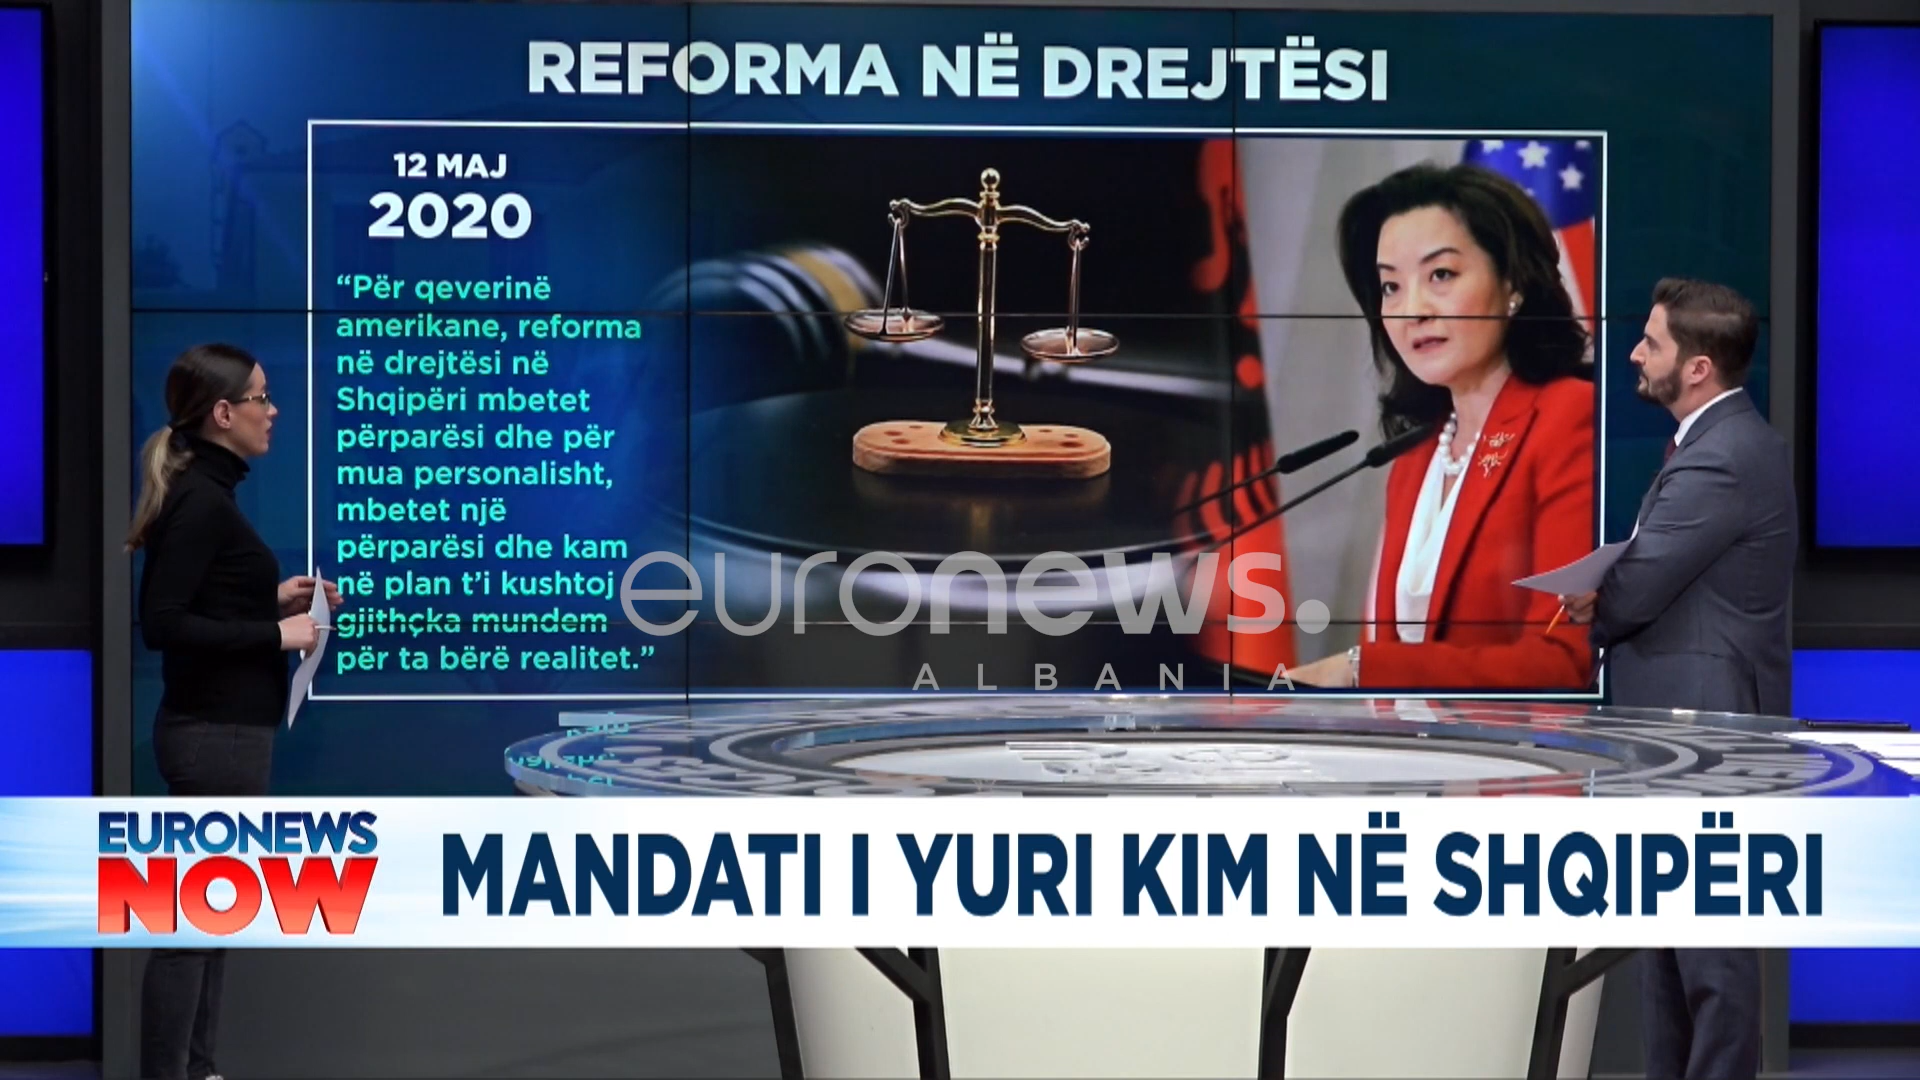 REFORMA NË DREJTËSI
12 MAJ
2020
“Për qeverinë
amerikane, reforma
në drejtësi në
Shqipëri mbetet
përparësi dhe për
mua personalisht,
mbetet një
përparësi dhe kam
në plan t’i kushtoj
gjithçka mundem
për ta bërë realitet.”
euronews.
ALBANIA
EURONEWS
NOW
MANDATI I YURI KIM NË SHQIPËRI